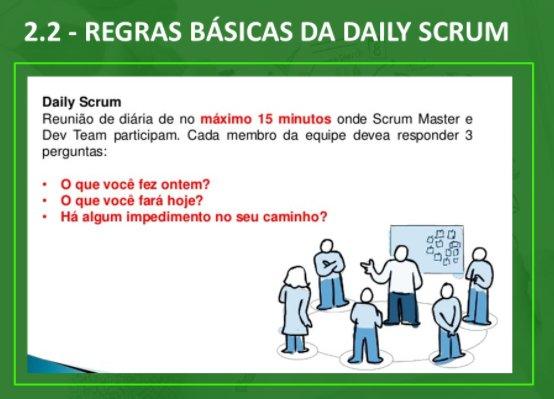 2.2 - REGRAS BÁSICAS DA DAILY SCRUM
Daily Scrum
Reunião de diária de no máximo 15 minutos onde Scrum Master e
Dev Team participam. Cada membro da equipe devea responder 3
perguntas:
• O que você fez ontem?
• O que você fará hoje?
• Há algum impedimento no seu caminho?